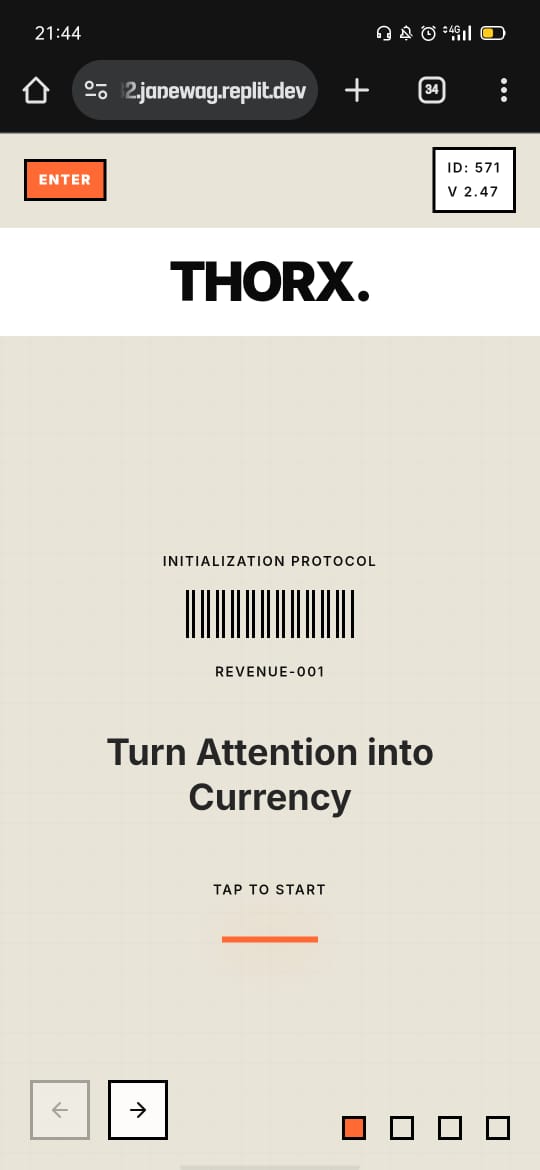 21:44
4G
2.janewag.replit.dev
34
ENTER
ID: 571
V 2.47
THORX.
INITIALIZATION PROTOCOL
REVENUE-001
Turn Attention into
Currency
TAP TO START